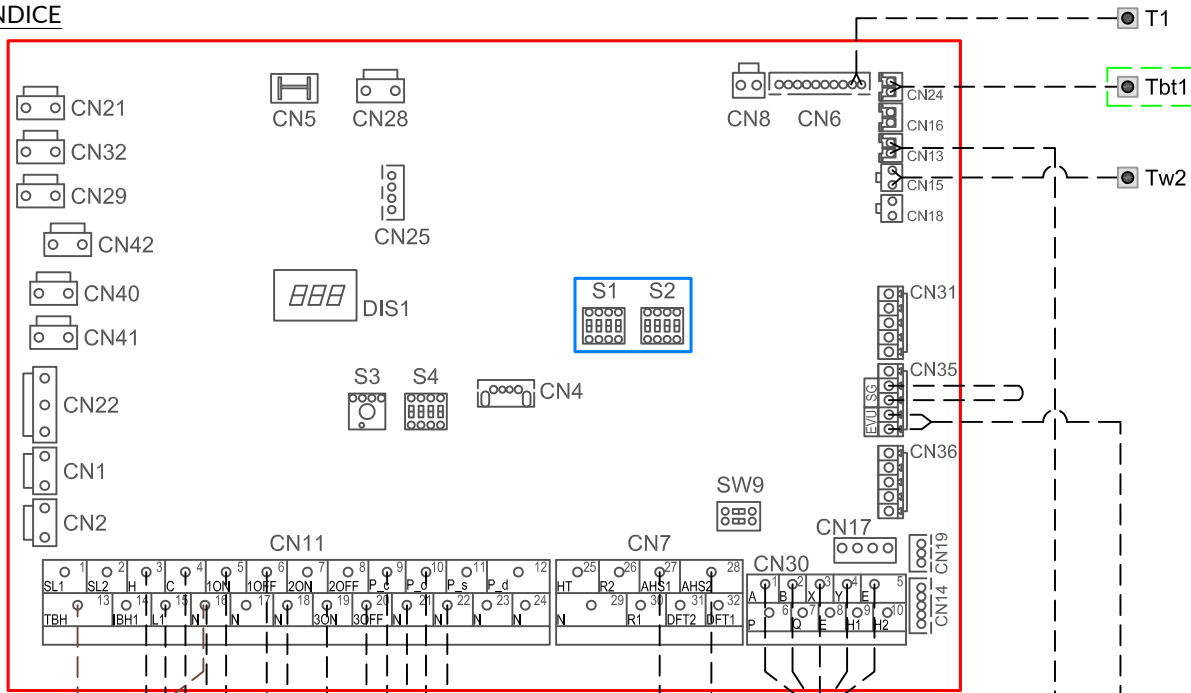 NDICE
T1
Tbt1
Tw2
CN21
CN32
CN29
CN42
CN40
CN41
CN22
CN1
CN2
CN5
CN28
CN25
DIS1
CN8
CN6
CN24
CN16
CN13
CN15
CN18
S1 S2
S3 S4
CN4
CN31
CN35
SG
EVU
CN36
SW9
CN17
CN19
CN14
CN11
1 2 3 4 5 6 7 8 9 10 11 12
SL1 SL2 H C 1ON 1OFF 2ON 2OFF P_c P_o P_s P_d
13 14 15 16 17 18 19 20 21 22 23 24
TBH IBH1 L1 N N N 3ON 3OFF N N N N
CN7
25 26 27 28
HT R2 AHS1 AHS2
29 30 31 32
N R1 DFT2 DFT1
CN30
1 2 3 4 5
A B X Y E
6 7 8 9 10
P Q E H1 H2